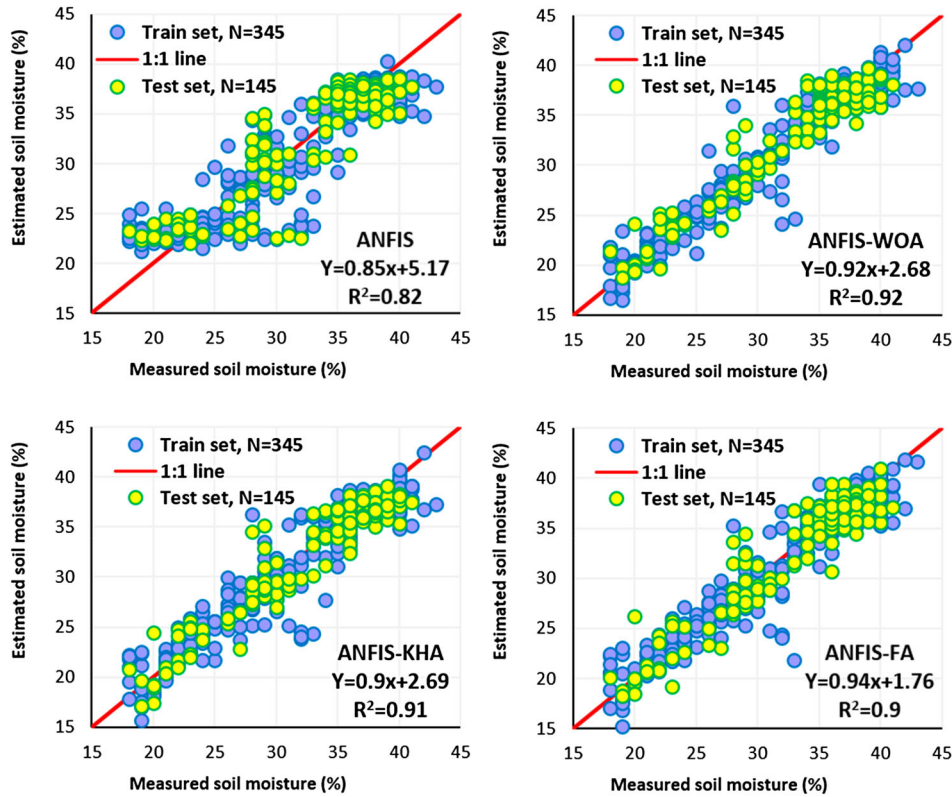 Estimated soil moisture (%)
45
40
35
30
25
20
15
Train set, N=345
1:1 line
Test set, N=145
ANFIS
Y=0.85x+5.17
R²=0.82
15 20 25 30 35 40 45
Measured soil moisture (%)
Estimated soil moisture (%)
45
40
35
30
25
20
15
Train set, N=345
1:1 line
Test set, N=145
ANFIS-WOA
Y=0.92x+2.68
R²=0.92
15 20 25 30 35 40 45
Measured soil moisture (%)
Estimated soil moisture (%)
45
40
35
30
25
20
15
Train set, N=345
1:1 line
Test set, N=145
ANFIS-KHA
Y=0.9x+2.69
R²=0.91
15 20 25 30 35 40 45
Measured soil moisture (%)
Estimated soil moisture (%)
45
40
35
30
25
20
15
Train set, N=345
1:1 line
Test set, N=145
ANFIS-FA
Y=0.94x+1.76
R²=0.9
15 20 25 30 35 40 45
Measured soil moisture (%)